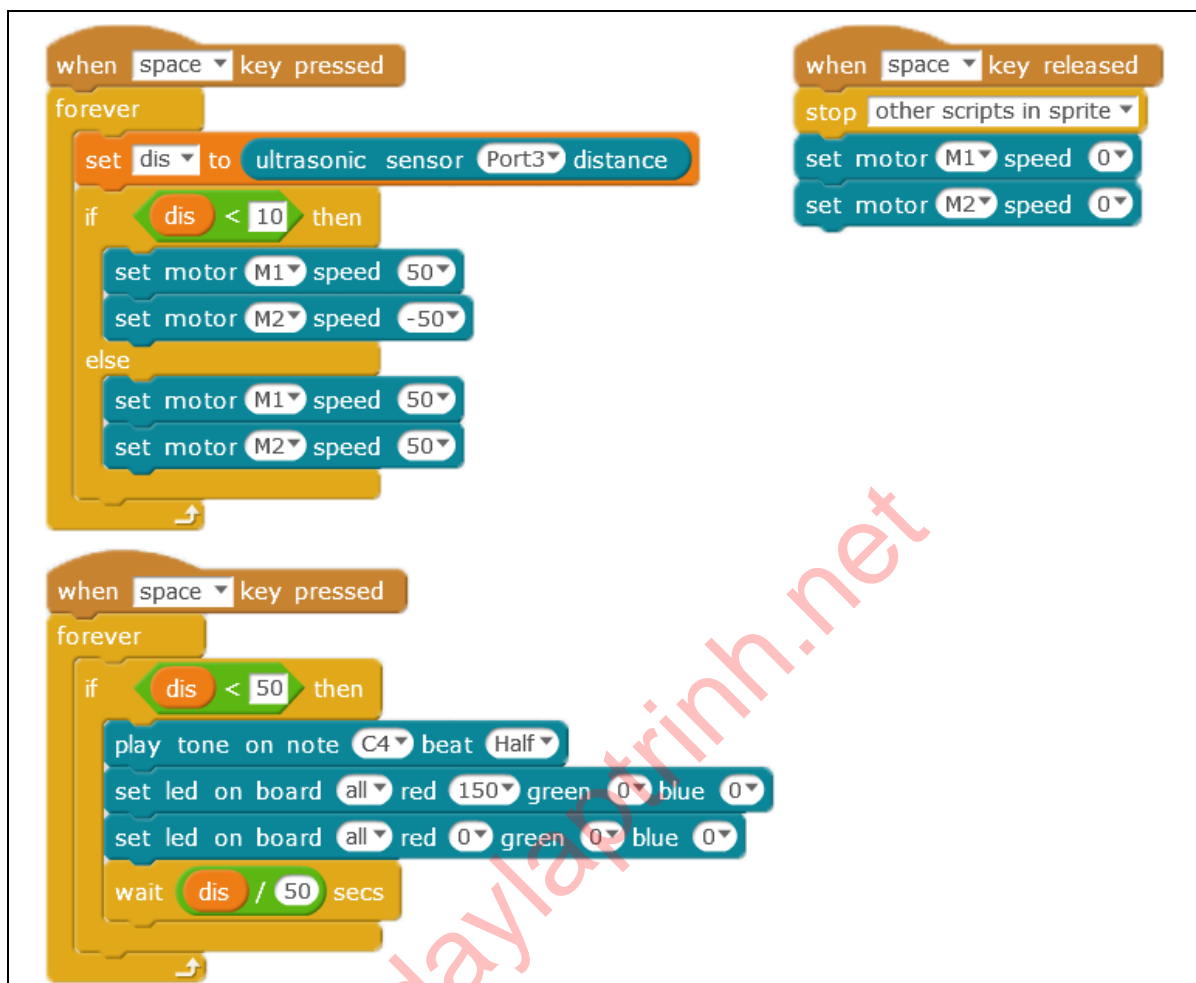 when space key pressed
forever
set dis to ultrasonic sensor Port3 distance
if dis < 10 then
set motor M1 speed 50
set motor M2 speed -50
else
set motor M1 speed 50
set motor M2 speed 50
when space key released
stop other scripts in sprite
set motor M1 speed 0
set motor M2 speed 0
when space key pressed
forever
if dis < 50 then
play tone on note C4 beat Half
set led on board all red 150 green 0 blue 0
set led on board all red 0 green 0 blue 0
wait dis / 50 secs
daylaptrinh.net